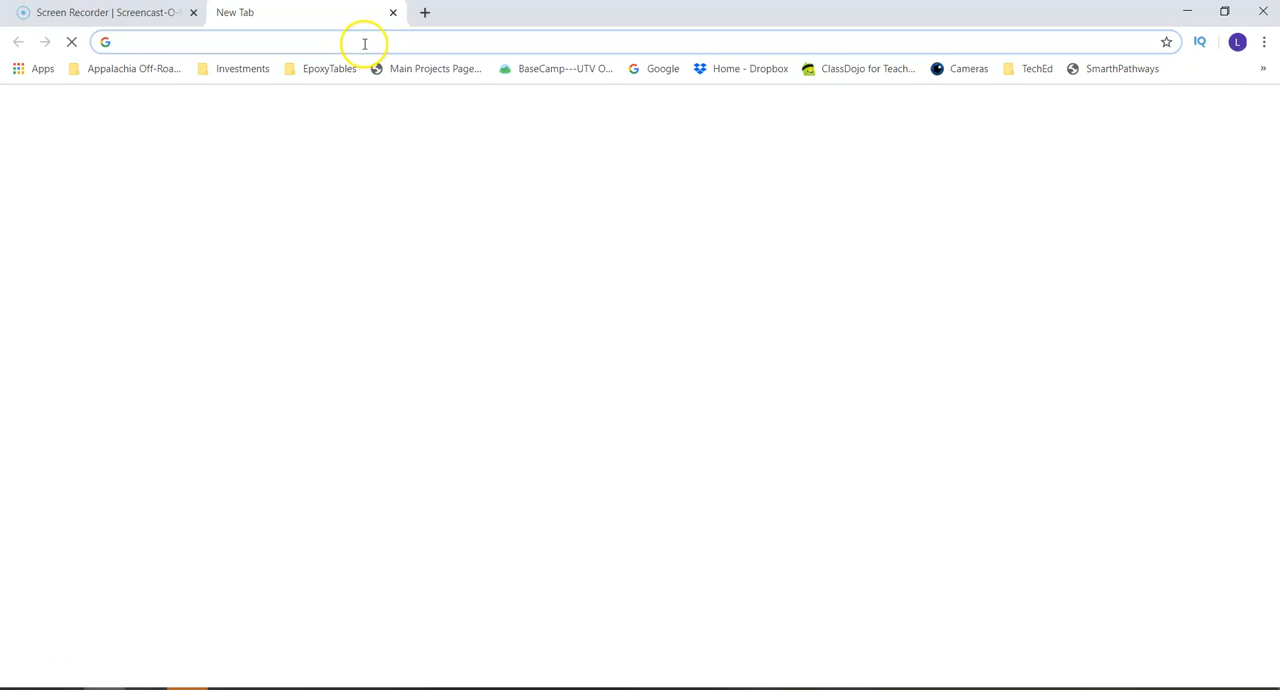 Screen Recorder | Screencast-O-
New Tab
Apps
Appalachia Off-Roa...
Investments
EpoxyTables
Main Projects Page...
BaseCamp---UTV O...
Google
Home - Dropbox
ClassDojo for Teach...
Cameras
TechEd
SmarthPathways
»
IQ
L